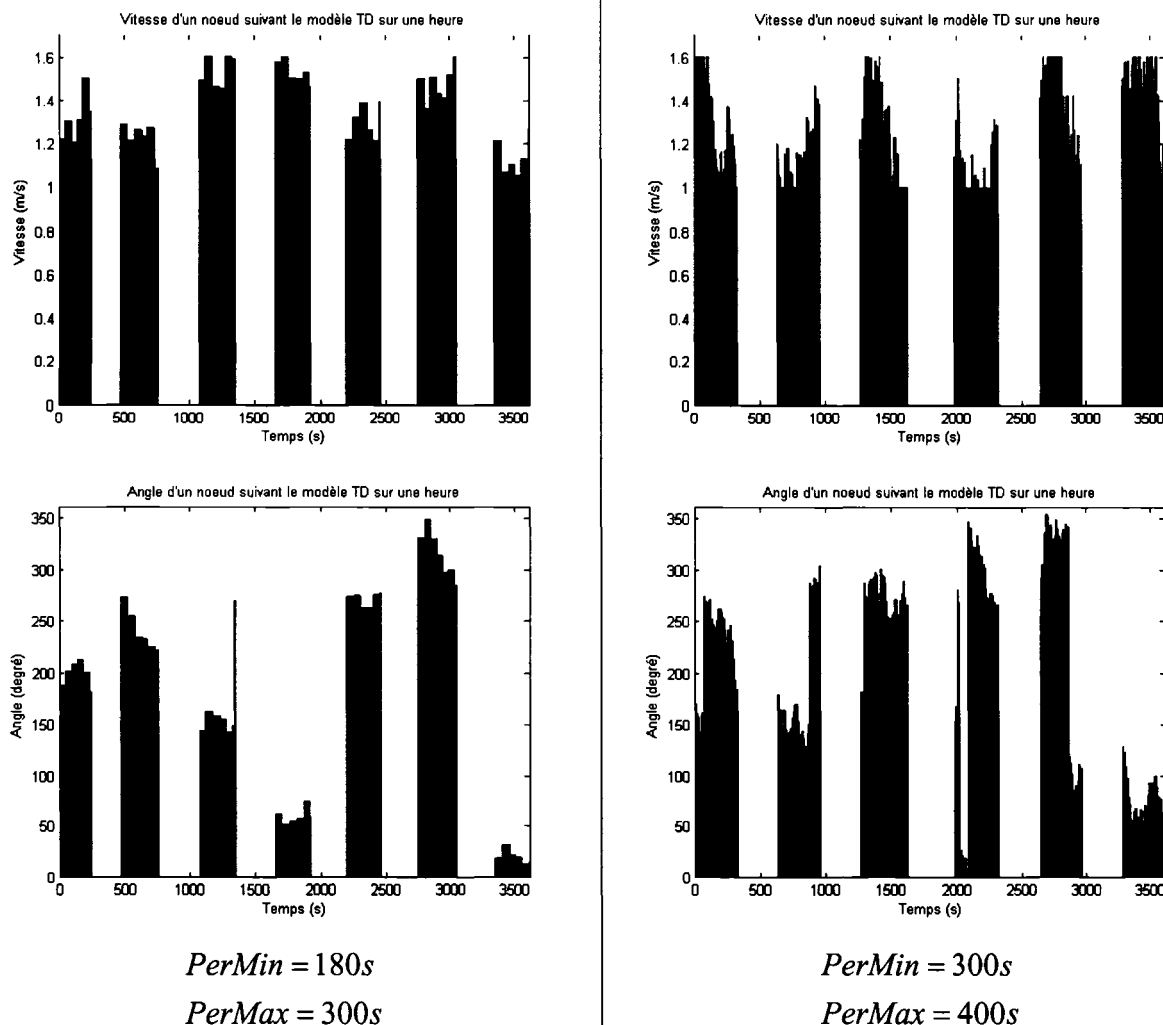 Vitesse d'un noeud suivant le modèle TD sur une heure
1.6
1.4
1.2
1
0.8
0.6
0.4
0.2
0
Vitesse (m/s)
0 500 1000 1500 2000 2500 3000 3500
Temps (s)
Angle d'un noeud suivant le modèle TD sur une heure
350
300
250
200
150
100
50
0
Angle (degré)
0 500 1000 1500 2000 2500 3000 3500
Temps (s)
PerMin = 180s
PerMax = 300s
Vitesse d'un noeud suivant le modèle TD sur une heure
1.6
1.4
1.2
1
0.8
0.6
0.4
0.2
0
Vitesse (m/s)
0 500 1000 1500 2000 2500 3000 3500
Temps (s)
Angle d'un noeud suivant le modèle TD sur une heure
350
300
250
200
150
100
50
0
Angle (degré)
0 500 1000 1500 2000 2500 3000 3500
Temps (s)
PerMin = 300s
PerMax = 400s